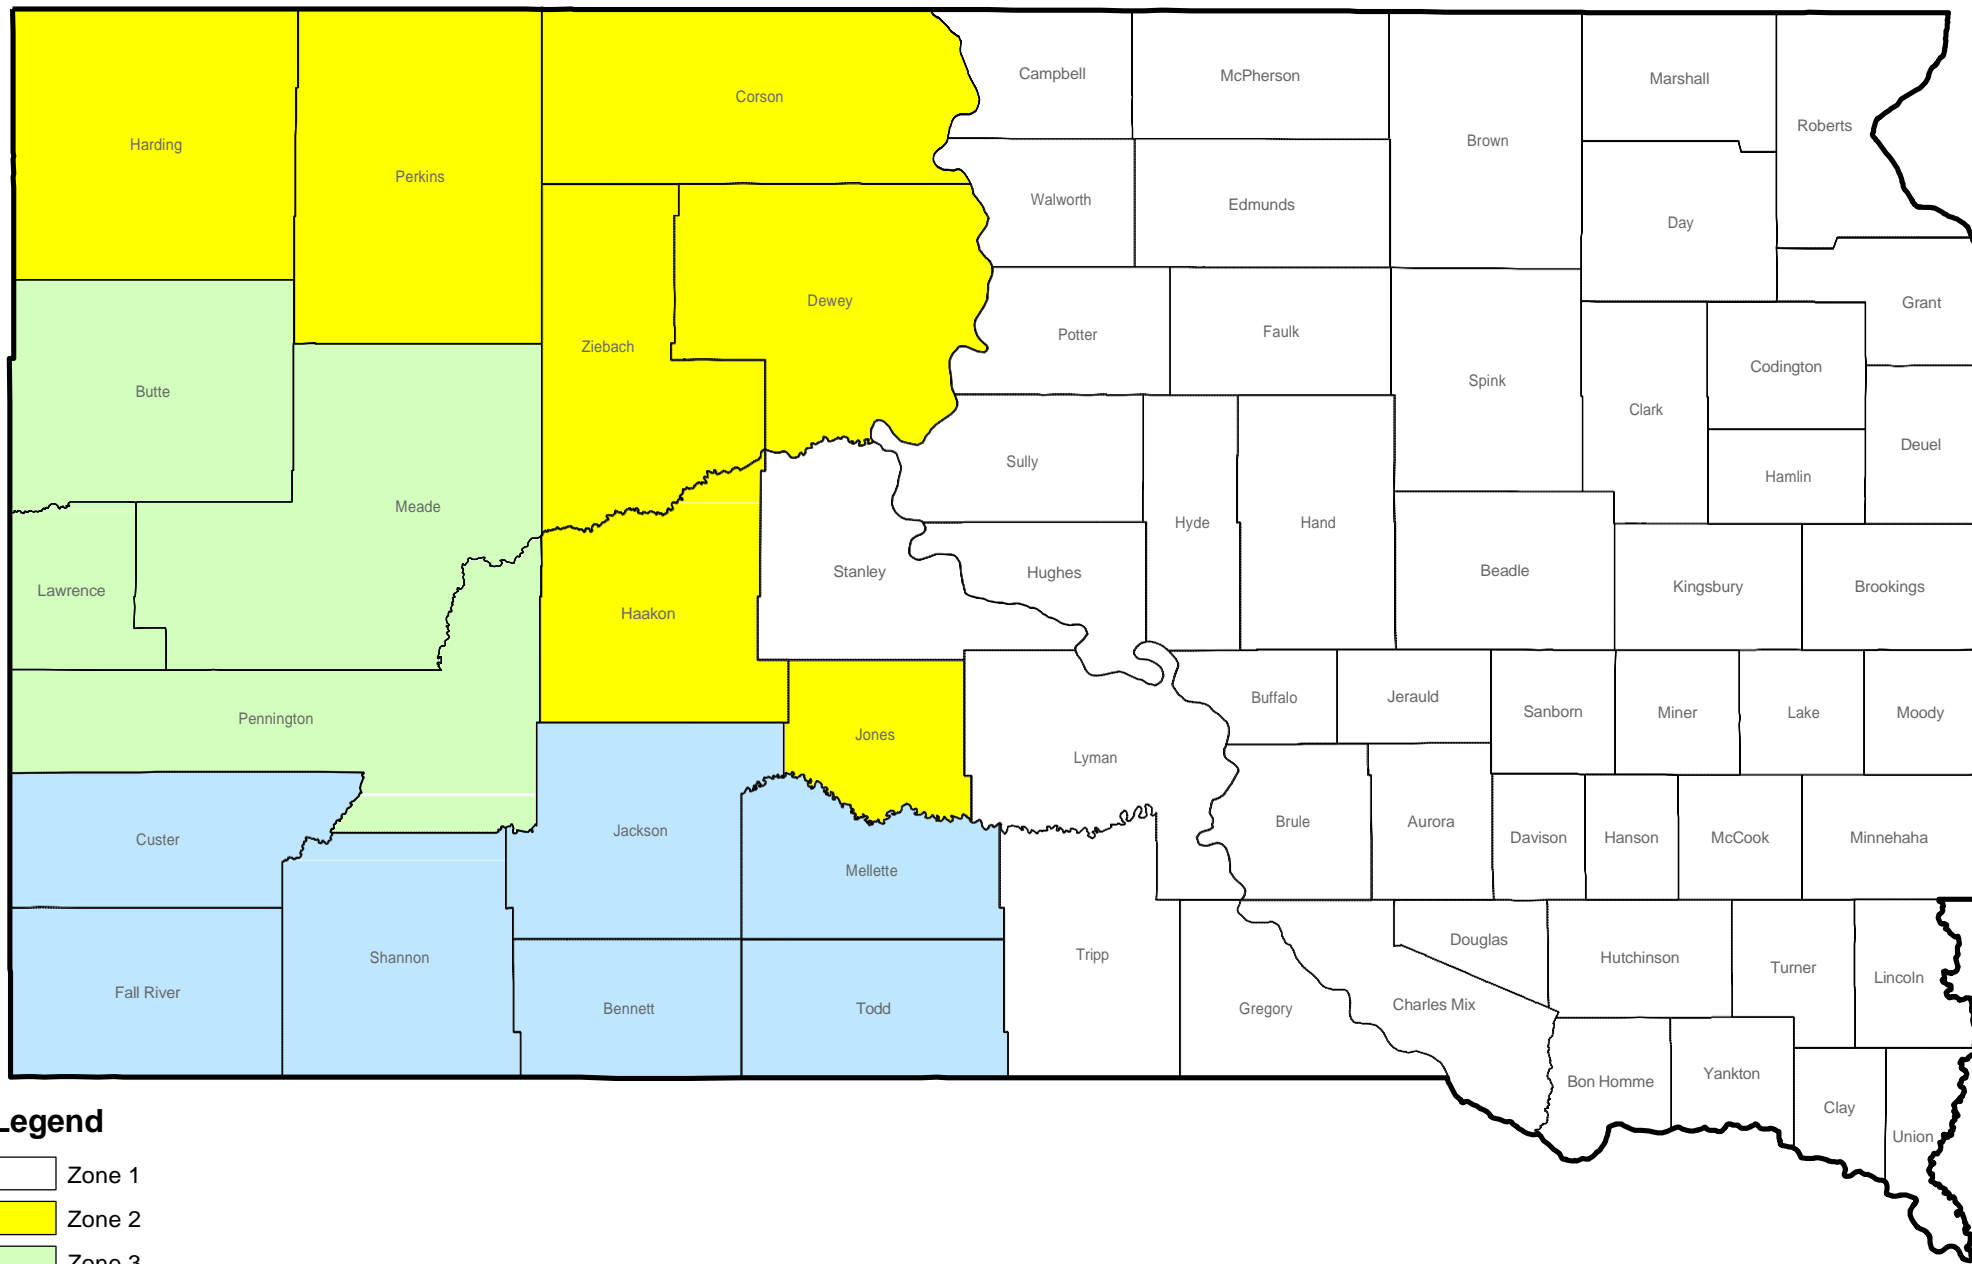 Campbell
McPherson
Marshall
Corson
Roberts
Harding
Brown
Perkins
Walworth
Edmunds
Day
Dewey
Grant
Potter
Faulk
Ziebach
Codington
Spink
Butte
Clark
Deuel
Sully
Hamlin
Meade
Hyde
Hand
Stanley
Hughes
Beadle
Kingsbury
Brookings
Lawrence
Haakon
Buffalo
Jerauld
Sanborn
Miner
Lake
Moody
Pennington
Jones
Lyman
Custer
Jackson
Brule
Aurora
Davison
Hanson
McCook
Minnehaha
Mellette
Douglas
Tripp
Shannon
Hutchinson
Turner
Lincoln
Fall River
Bennett
Todd
Gregory
Charles Mix
Bon Homme
Yankton
Clay
Union
Legend
Zone 1
Zone 2
Zone 3